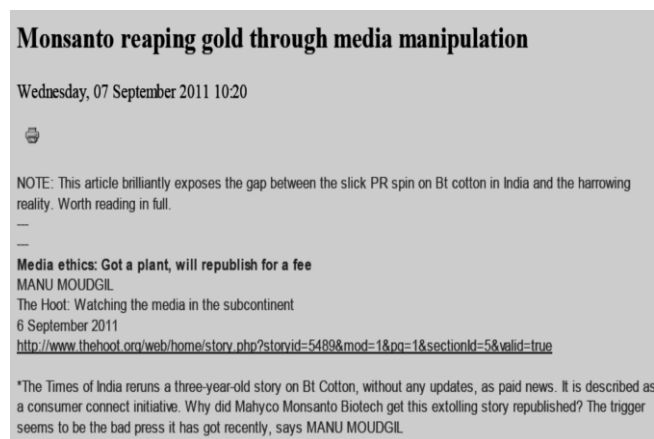 Monsanto reaping gold through media manipulation
Wednesday, 07 September 2011 10:20
NOTE: This article brilliantly exposes the gap between the slick PR spin on Bt cotton in India and the harrowing
reality. Worth reading in full.
—
—
Media ethics: Got a plant, will republish for a fee
MANU MOUDGIL
The Hoot: Watching the media in the subcontinent
6 September 2011
http://www.thehoot.org/web/home/story.php?storyid=5489&mod=1&pg=1&sectionId=5&valid=true
*The Times of India reruns a three-year-old story on Bt Cotton, without any updates, as paid news. It is described as
a consumer connect initiative. Why did Mahyco Monsanto Biotech get this extolling story republished? The trigger
seems to be the bad press it has got recently, says MANU MOUDGIL